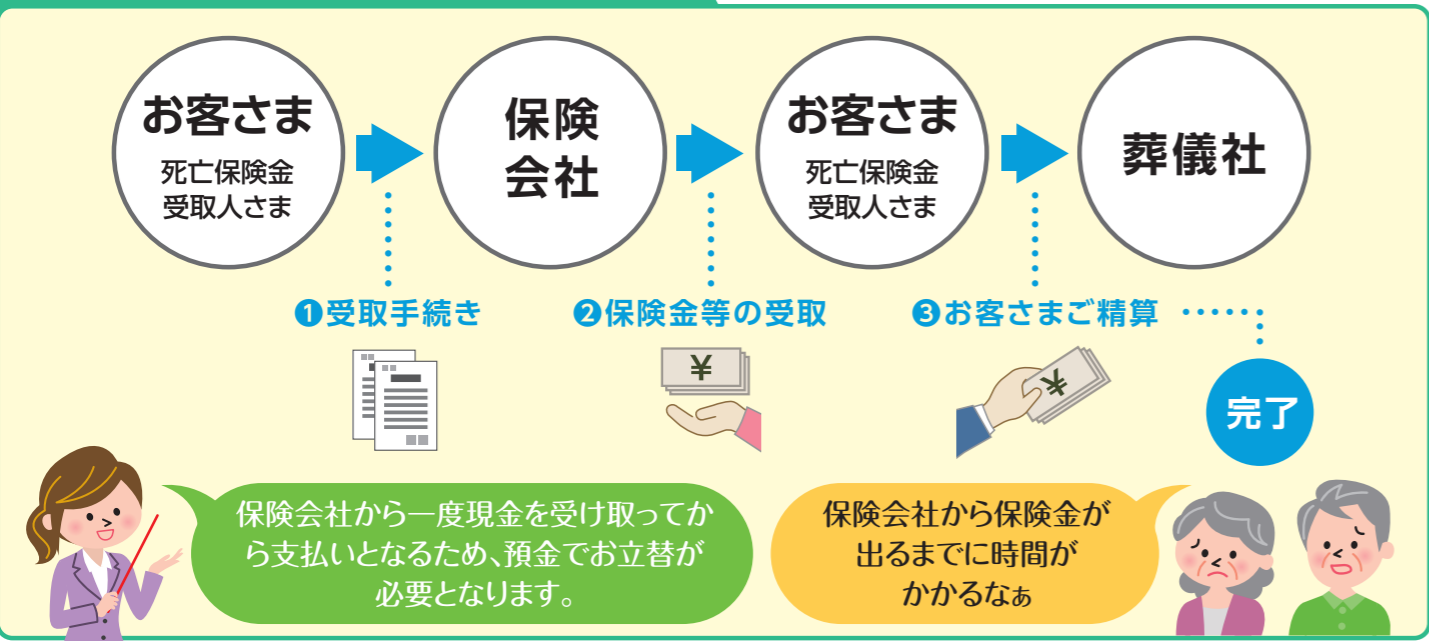 お客さま
死亡保険金
受取人さま
保険
会社
お客さま
死亡保険金
受取人さま
葬儀社
❶受取手続き
❷保険金等の受取
❸お客さまご精算
¥
¥
完了
保険会社から一度現金を受け取ってか
ら支払いとなるため、預金でお立替が
必要となります。
保険会社から保険金が
出るまでに時間が
かかるなぁ